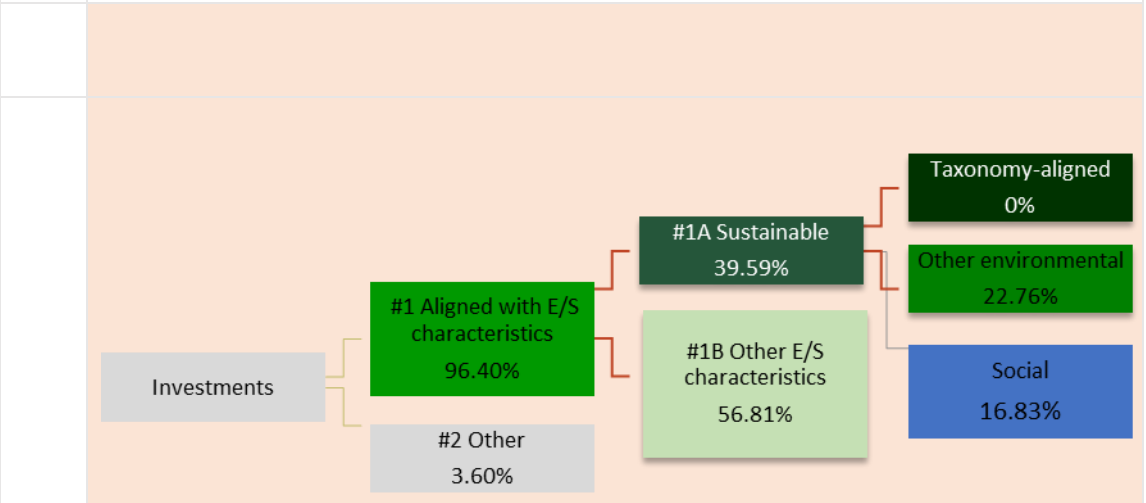 Investments
#1 Aligned with E/S
characteristics
96.40%
#2 Other
3.60%
#1A Sustainable
39.59%
#1B Other E/S
characteristics
56.81%
Taxonomy-aligned
0%
Other environmental
22.76%
Social
16.83%